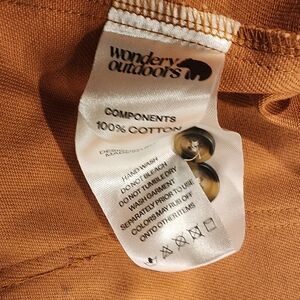 wondery
outdoors
COMPONENTS
100% COTTON
HAND WASH
DO NOT BLEACH
DO NOT TUMBLE DRY
WASH GARMENT
SEPARATELY PRIOR TO USE
COLORS MAY RUB OFF
ONTO OTHER ITEMS